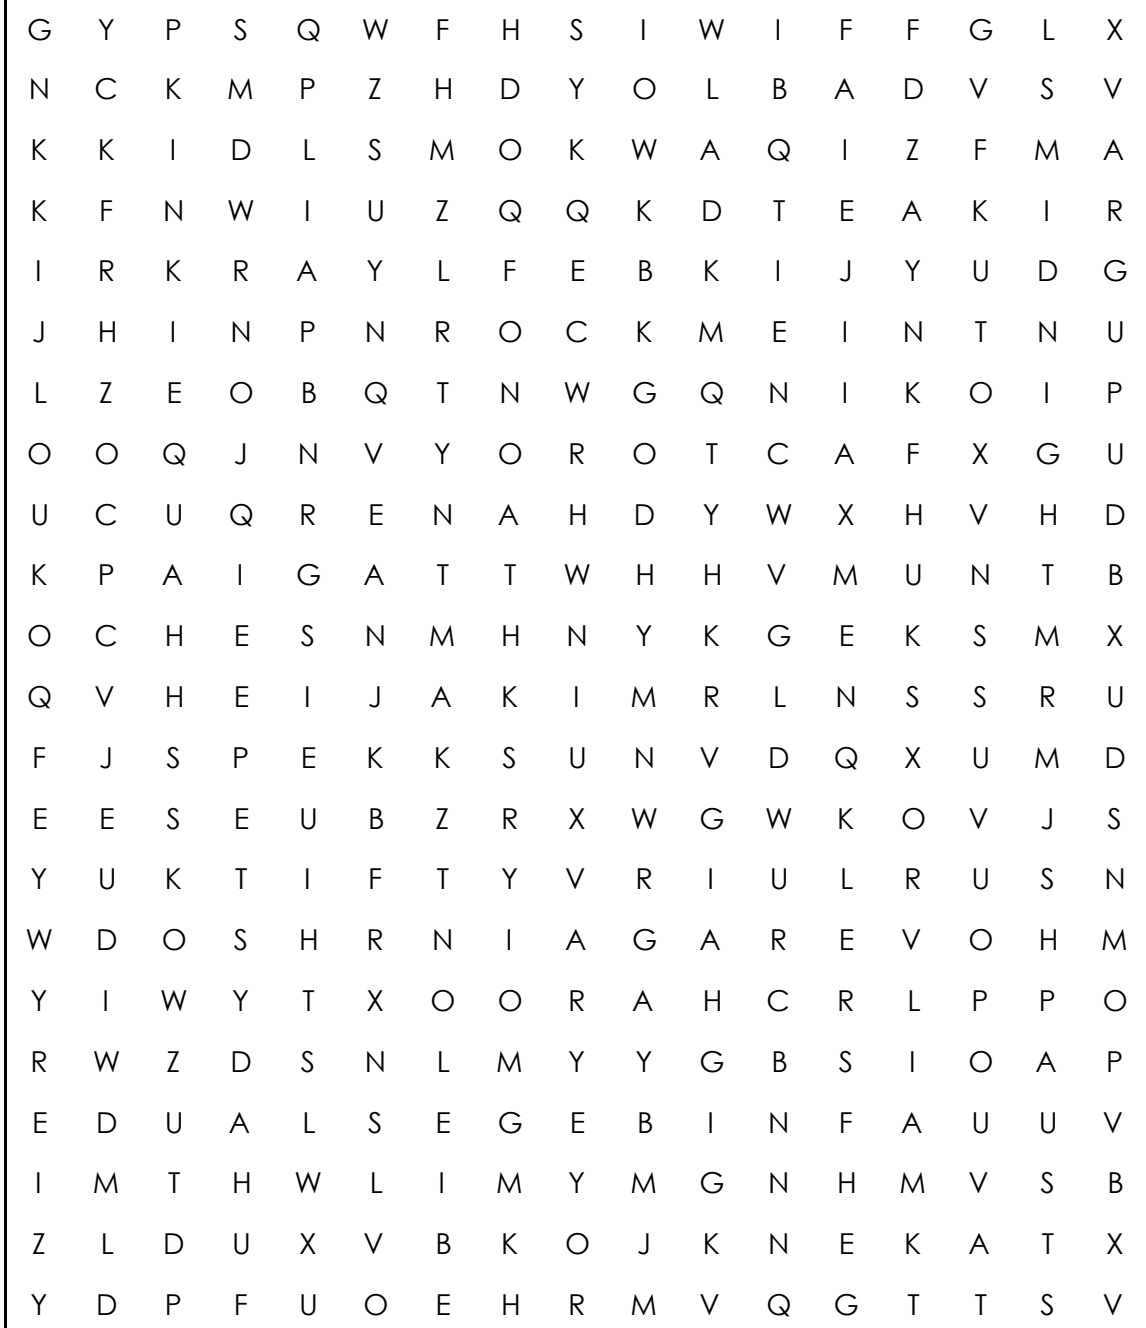 G Y P S Q W F H S I W I F F G L X
N C K M P Z H D Y O L B A D V S V
K K I D L S M O K W A Q I Z F M A
K F N W I U Z Q Q K D T E A K I R
I R K R A Y L F E B K I J Y U D G
J H I N P N R O C K M E I N T N U
L Z E O B Q T N W G Q N I K O I P
O O Q J N V Y O R O T C A F X G U
U C U Q R E N A H D Y W X H V H D
K P A I G A T T W H H V M U N T B
O C H E S N M H N Y K G E K S M X
Q V H E I J A K I M R L N S S R U
F J S P E K K S U N V D Q X U M D
E E S E U B Z R X W G W K O V J S
Y U K T I F T Y V R I U L R U S N
W D O S H R N I A G A R E V O H M
Y I W Y T X O O R A H C R L P P O
R W Z D S N L M Y Y G B S I O A P
E D U A L S E G E B I N F A U U V
I M T H W L I M Y M G N H M V S B
Z L D U X V B K O J K N E K A T X
Y D P F U O E H R M V Q G T T S V